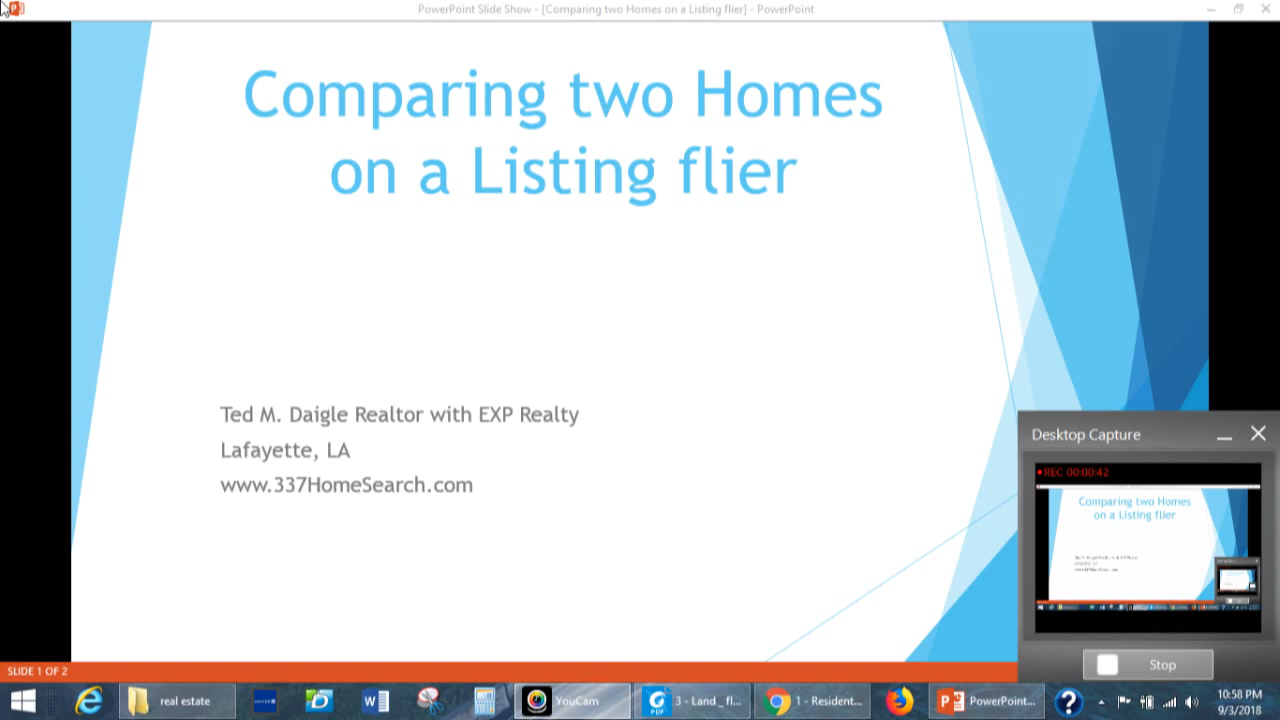 PowerPoint Slide Show - [Comparing two Homes on a Listing flier] - PowerPoint
Comparing two Homes
on a Listing flier
Ted M. Daigle Realtor with EXP Realty
Lafayette, LA
www.337HomeSearch.com
Desktop Capture
REC 00:00:42
Comparing two Homes
on a Listing flier
Stop
SLIDE 1 OF 2
real estate
YouCam
3 - Land_ fl...
1 - Resident...
PowerPoint...
10:58 PM
9/3/2018